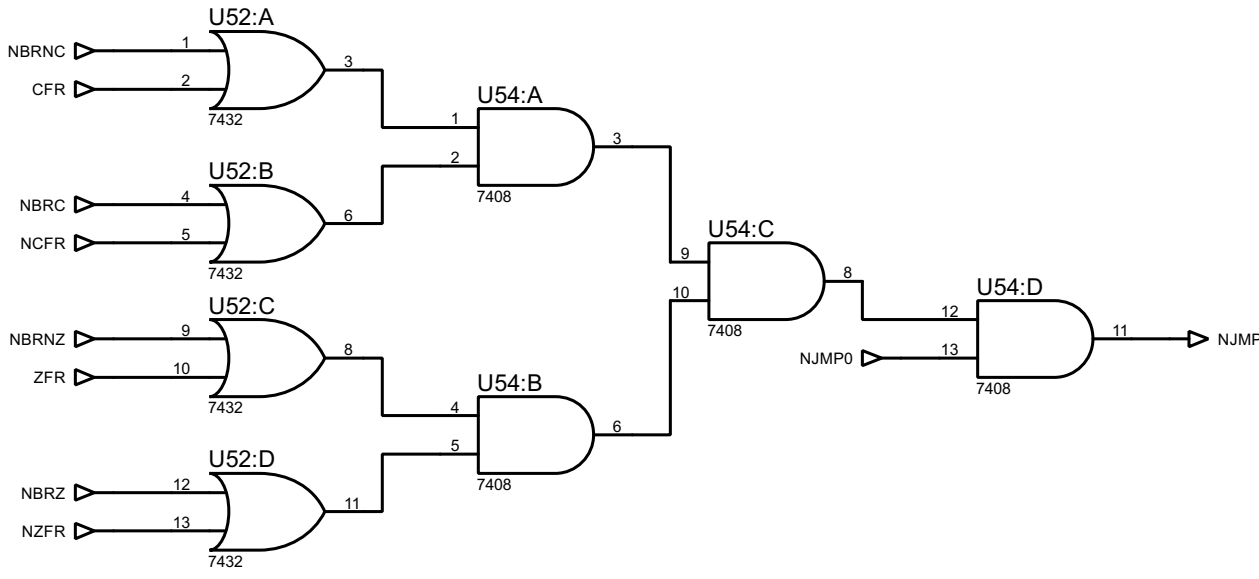 U52:A
NBRNC 1
3
CFR 2
7432
U54:A
1
3
2
7408
U52:B
NBRC 4
6
NCFR 5
7432
U54:C
9
8
10
7408
U54:D
12
11 NJMP
NJMP0 13
7408
U52:C
NBRNZ 9
8
ZFR 10
7432
U54:B
4
6
5
7408
U52:D
NBRZ 12
11
NZFR 13
7432